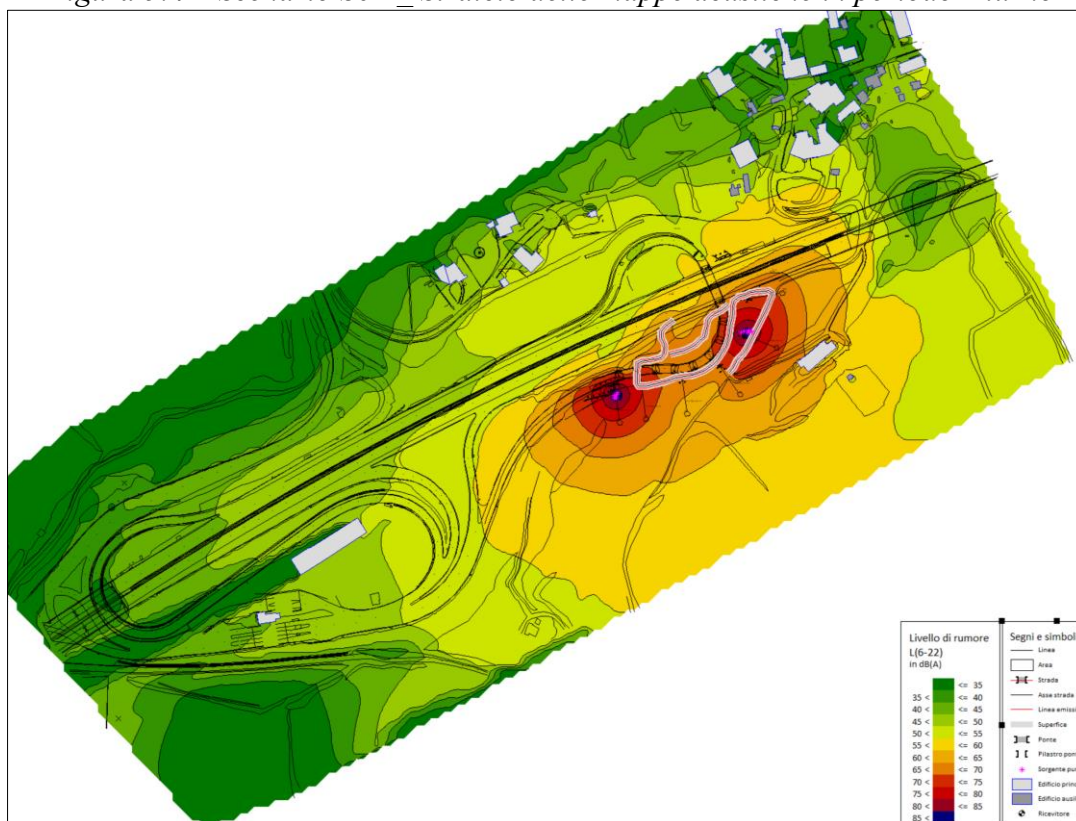 Livello di rumore
L(6-22)
in dB(A)
<= 35
35 < <= 40
40 < <= 45
45 < <= 50
50 < <= 55
55 < <= 60
60 < <= 65
65 < <= 70
70 < <= 75
75 < <= 80
80 < <= 85
85 <
Segni e simboli
Linea
Area
Strada
Asse strada
Linea emissi
Superfice
Ponte
Pilastro pon
Sorgente pu
Edificio princ
Edificio ausil
Ricevitore